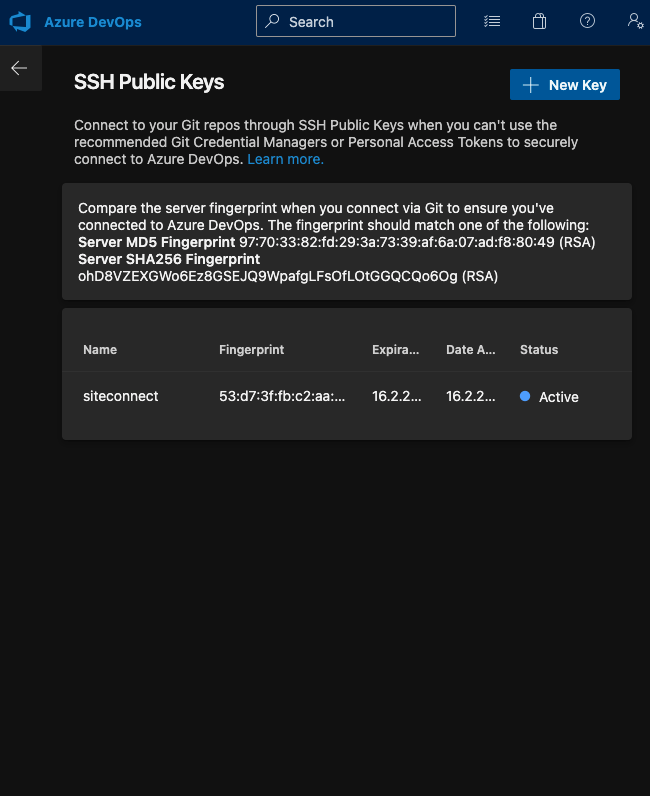 Azure DevOps
Search
SSH Public Keys
New Key
Connect to your Git repos through SSH Public Keys when you can't use the
recommended Git Credential Managers or Personal Access Tokens to securely
connect to Azure DevOps. Learn more.
Compare the server fingerprint when you connect via Git to ensure you've
connected to Azure DevOps. The fingerprint should match one of the following:
Server MD5 Fingerprint 97:70:33:82:fd:29:3a:73:39:af:6a:07:ad:f8:80:49 (RSA)
Server SHA256 Fingerprint
ohD8VZEXGWo6Ez8GSEJQ9WpafgLFsOfLOtGGQCQo6Og (RSA)
Name Fingerprint Expira... Date A... Status
siteconnect 53:d7:3f:fb:c2:aa:... 16.2.2... 16.2.2... Active